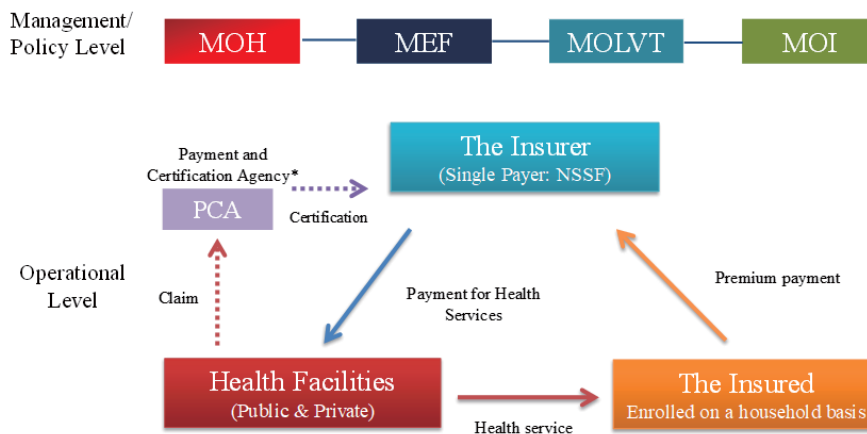 Management/
Policy Level
MOH
MEF
MOLVT
MOI
The Insurer
(Single Payer: NSSF)
Payment and
Certification Agency*
PCA
Certification
Operational
Level
Claim
Payment for Health
Services
Premium payment
Health Facilities
(Public & Private)
Health service
The Insured
Enrolled on a household basis